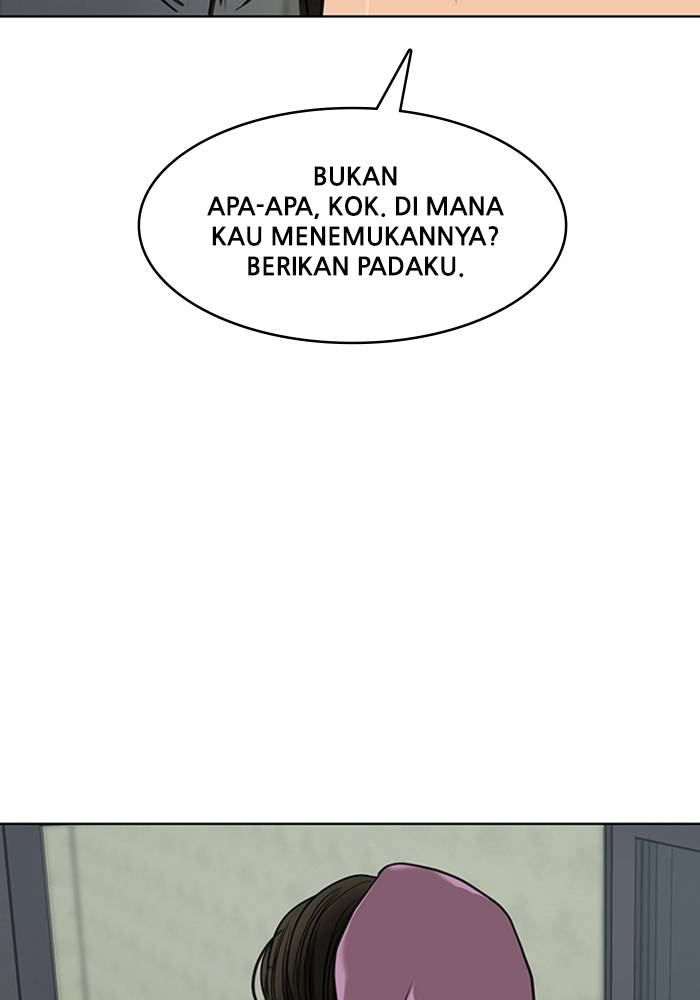 BUKAN
APA-APA, KOK. DI MANA
KAU MENEMUKANNYA?
BERIKAN PADAKU.